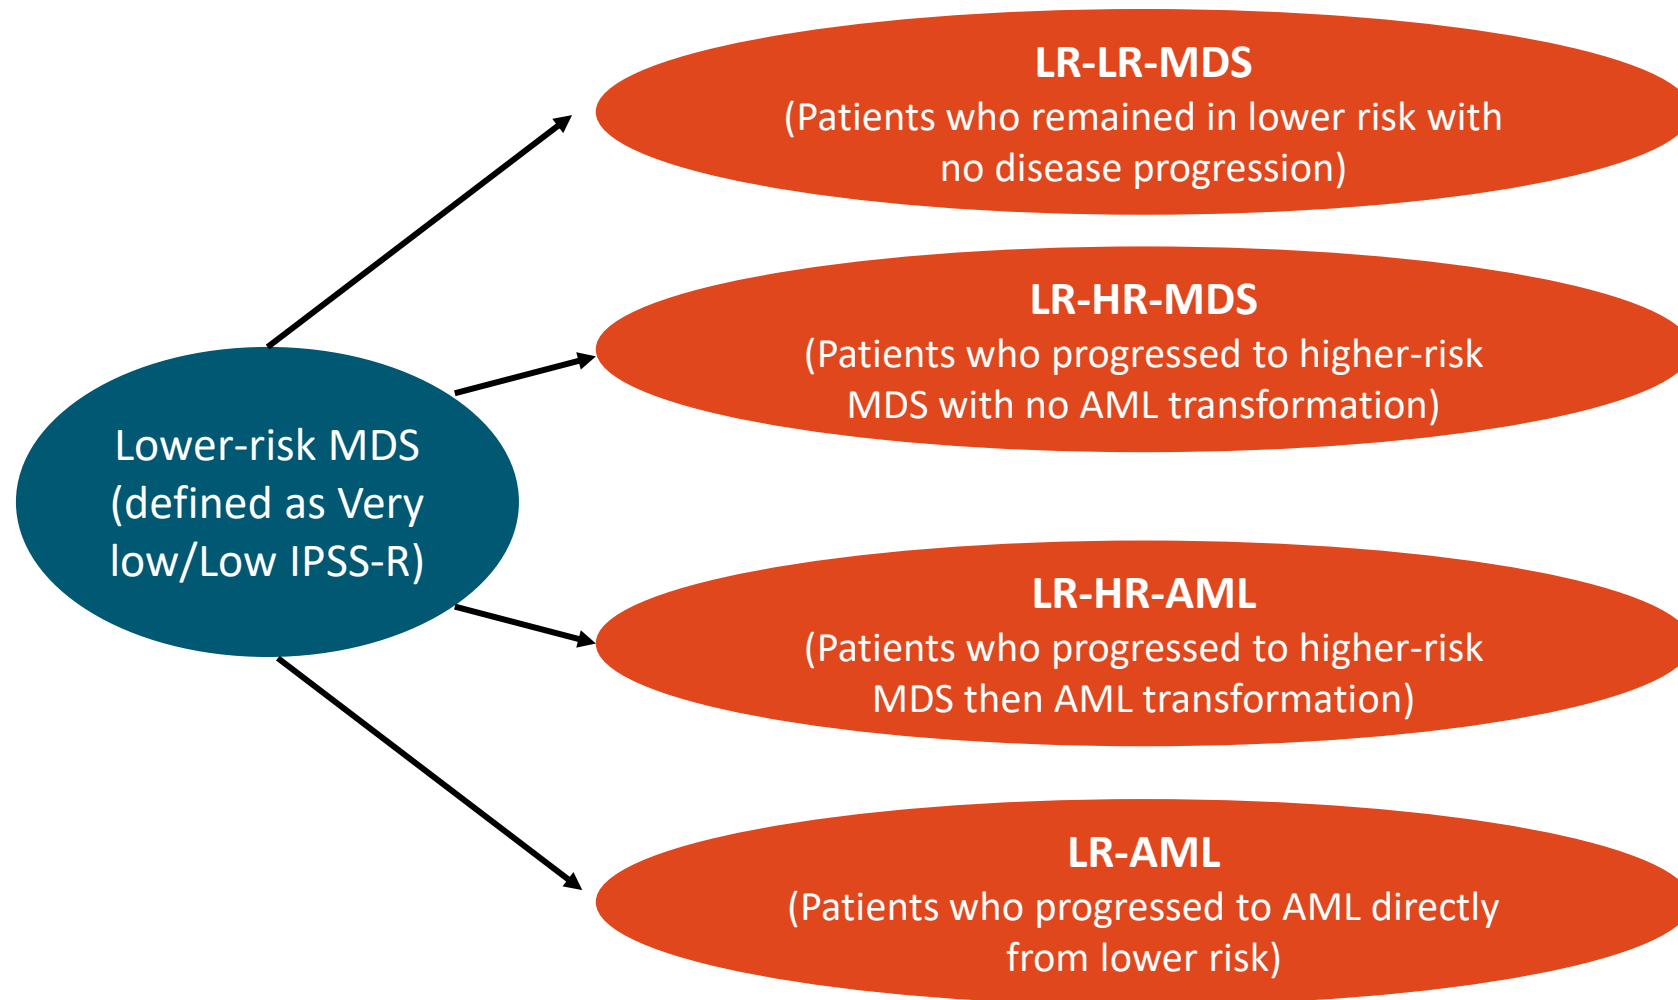 LR-LR-MDS
(Patients who remained in lower risk with
no disease progression)
LR-HR-MDS
(Patients who progressed to higher-risk
MDS with no AML transformation)
Lower-risk MDS
(defined as Very
low/Low IPSS-R)
LR-HR-AML
(Patients who progressed to higher-risk
MDS then AML transformation)
LR-AML
(Patients who progressed to AML directly
from lower risk)